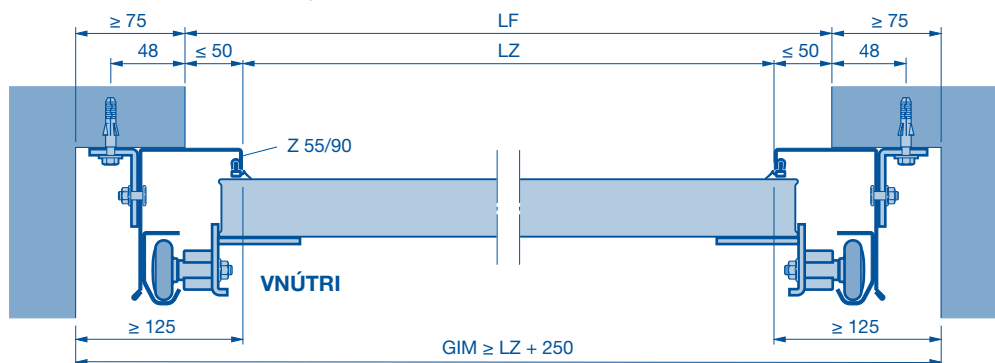 ≥ 75 LF ≥ 75
48 ≤ 50 LZ ≤ 50 48
Z 55/90
VNÚTRI
≥ 125 ≥ 125
GIM ≥ LZ + 250